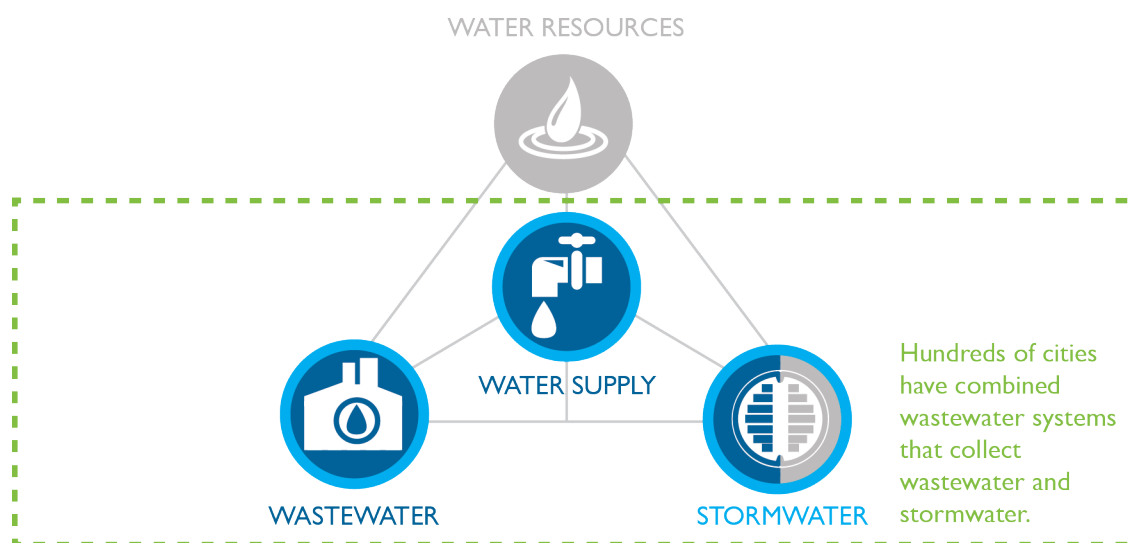 WATER RESOURCES
WATER SUPPLY
WASTEWATER
STORMWATER
Hundreds of cities
have combined
wastewater systems
that collect
wastewater and
stormwater.